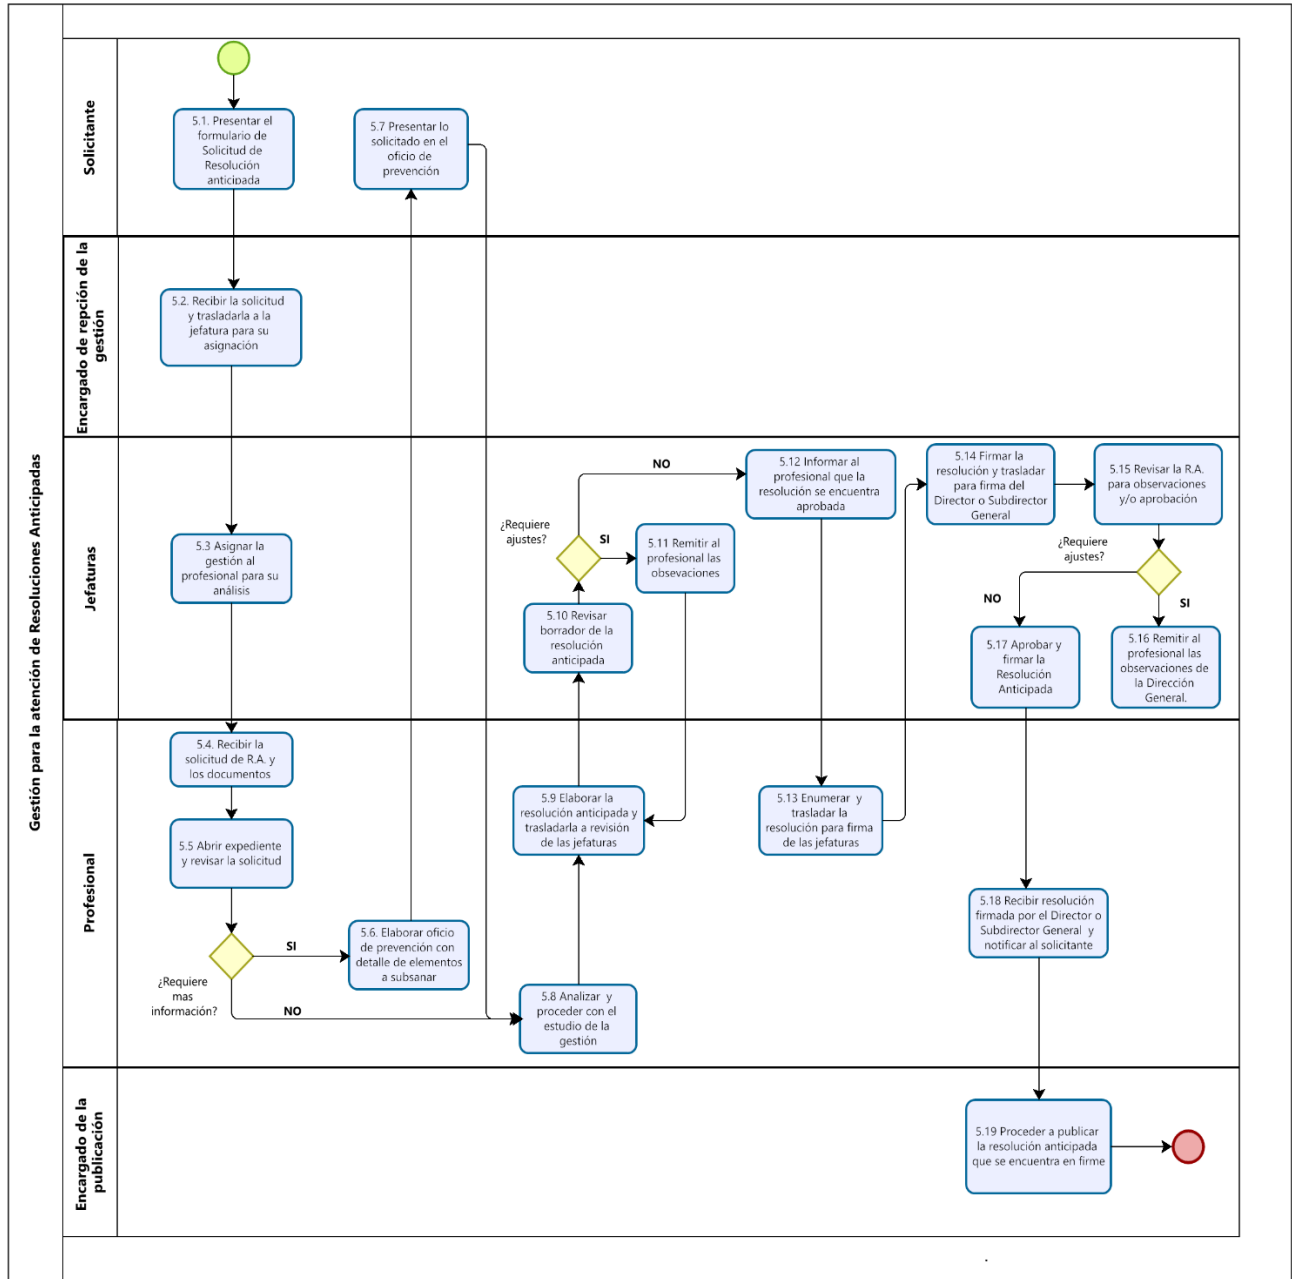 Gestión para la atención de Resoluciones Anticipadas
Solicitante
5.1. Presentar el
formulario de
Solicitud de
Resolución
anticipada
5.7 Presentar lo
solicitado en el
oficio de
prevención
Encargado de repción de la
gestión
5.2. Recibir la solicitud
y trasladarla a la
jefatura para su
asignación
Jefaturas
5.3 Asignar la
gestión al
profesional para su
análisis
¿Requiere
ajustes?
NO
SI
5.10 Revisar
borrador de la
resolución
anticipada
5.11 Remitir al
profesional las
obsevaciones
5.12 Informar al
profesional que la
resolución se encuentra
aprobada
5.14 Firmar la
resolución y trasladar
para firma del
Director o Subdirector
General
5.15 Revisar la R.A.
para observaciones
y/o aprobación
¿Requiere
ajustes?
NO
SI
5.17 Aprobar y
firmar la
Resolución
Anticipada
5.16 Remitir al
profesional las
observaciones de
la Dirección
General.
Profesional
5.4. Recibir la
solicitud de R.A. y
los documentos
5.5 Abrir expediente
y revisar la solicitud
¿Requiere
mas
información?
SI
NO
5.6. Elaborar oficio
de prevención con
detalle de elementos
a subsanar
5.9 Elaborar la
resolución anticipada y
trasladarla a revisión
de las jefaturas
5.8 Analizar y
proceder con el
estudio de la
gestión
5.13 Enumerar y
trasladar la
resolución para firma
de las jefaturas
5.18 Recibir resolución
firmada por el Director o
Subdirector General y
notificar al solicitante
Encargado de la
publicación
5.19 Proceder a publicar
la resolución anticipada
que se encuentra en firme
.